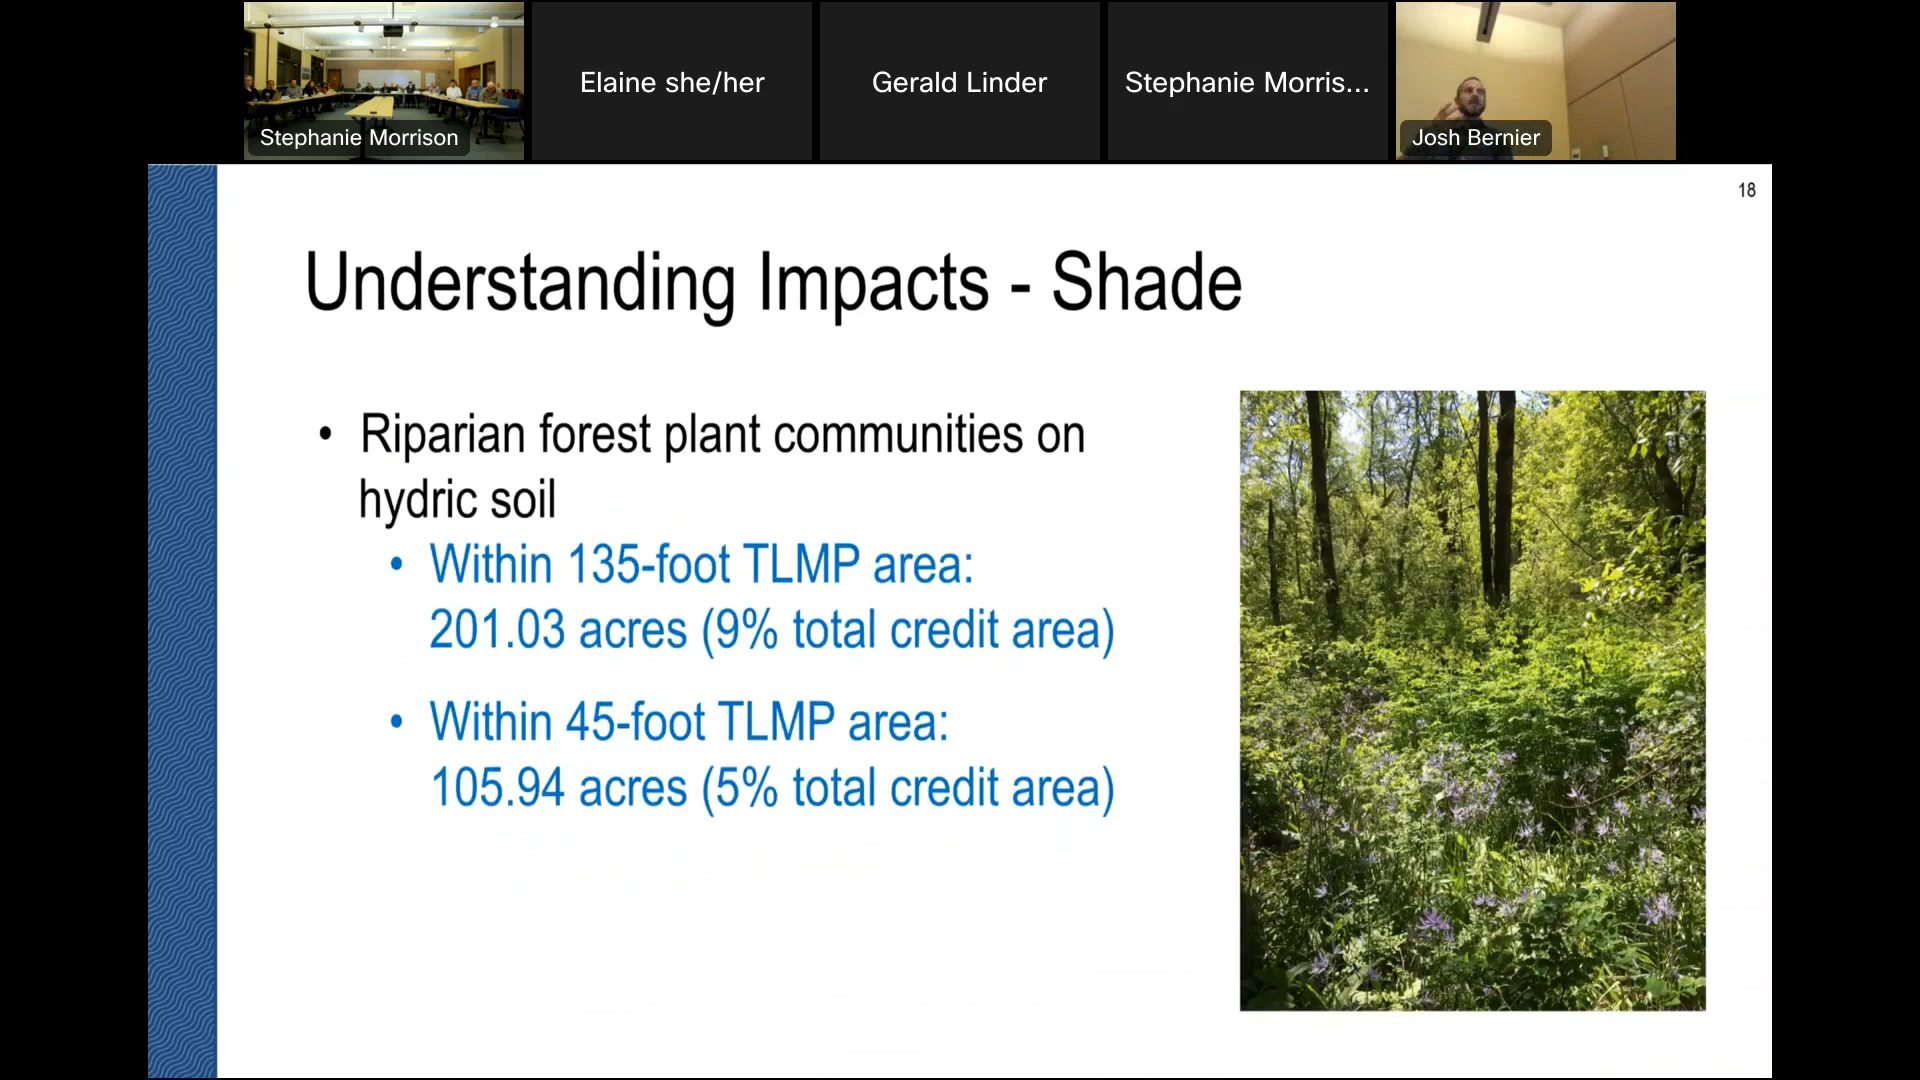 Stephanie Morrison
Elaine she/her
Gerald Linder
Stephanie Morris...
Josh Bernier
18
Understanding Impacts - Shade
• Riparian forest plant communities on
hydric soil
• Within 135-foot TLMP area:
201.03 acres (9% total credit area)
• Within 45-foot TLMP area:
105.94 acres (5% total credit area)